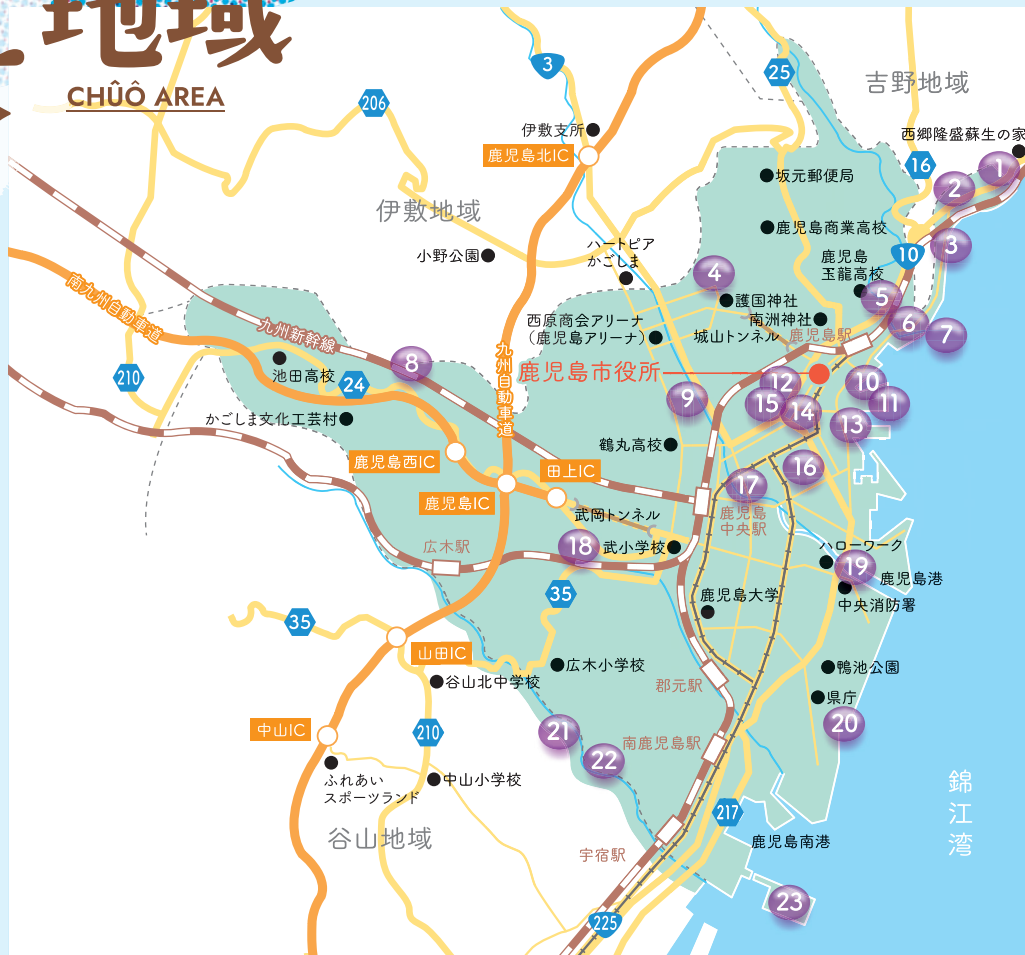 地域
CHÛÔ AREA
3
25
吉野地域
206
伊敷支所
西郷隆盛蘇生の家
鹿児島北IC
16
1
坂元郵便局
2
伊敷地域
鹿児島商業高校
ハートピア
かごしま
小野公園
鹿児島
玉龍高校
10
3
4
南九州自動車道
護国神社
5
西原商会アリーナ
(鹿児島アリーナ)
南洲神社
6
7
九州新幹線
城山トンネル
鹿児島駅
九州自動車道
8
鹿児島市役所
池田高校
210
24
12
10
9
15
14
11
かごしま文化工芸村
13
鶴丸高校
鹿児島西IC
田上IC
16
17
鹿児島IC
鹿児島
中央駅
武岡トンネル
広木駅
18
武小学校
ハローワーク
19
鹿児島港
35
鹿児島大学
中央消防署
35
山田IC
広木小学校
鴨池公園
谷山北中学校
郡元駅
県庁
中山IC
210
21
20
南鹿児島駅
22
ふれあい
スポーツランド
中山小学校
錦江湾
217
谷山地域
鹿児島南港
宇宿駅
23
225